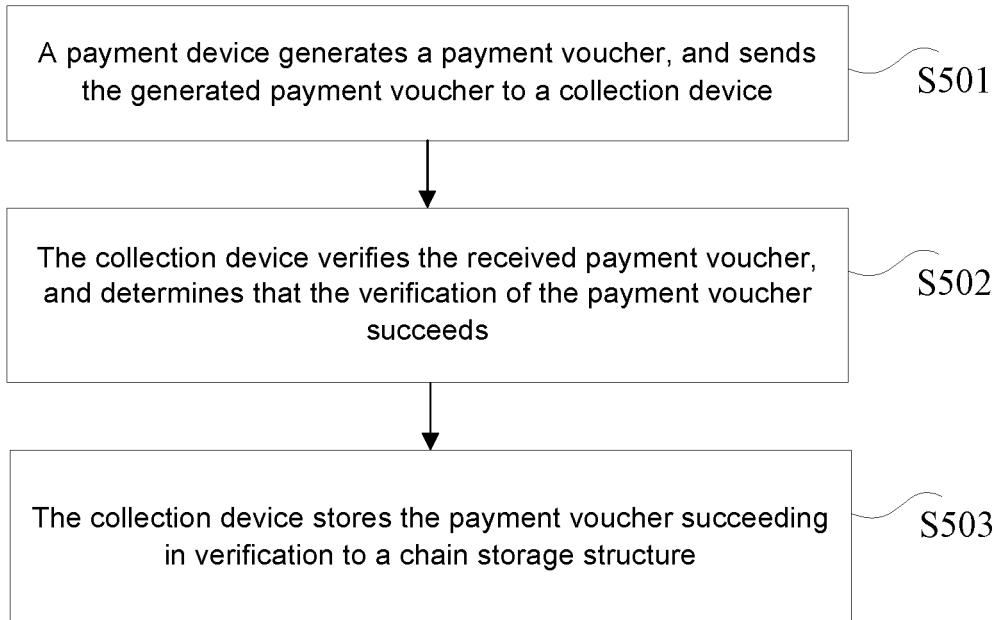 A payment device generates a payment voucher, and sends
the generated payment voucher to a collection device
S501
The collection device verifies the received payment voucher,
and determines that the verification of the payment voucher
succeeds
S502
The collection device stores the payment voucher succeeding
in verification to a chain storage structure
S503